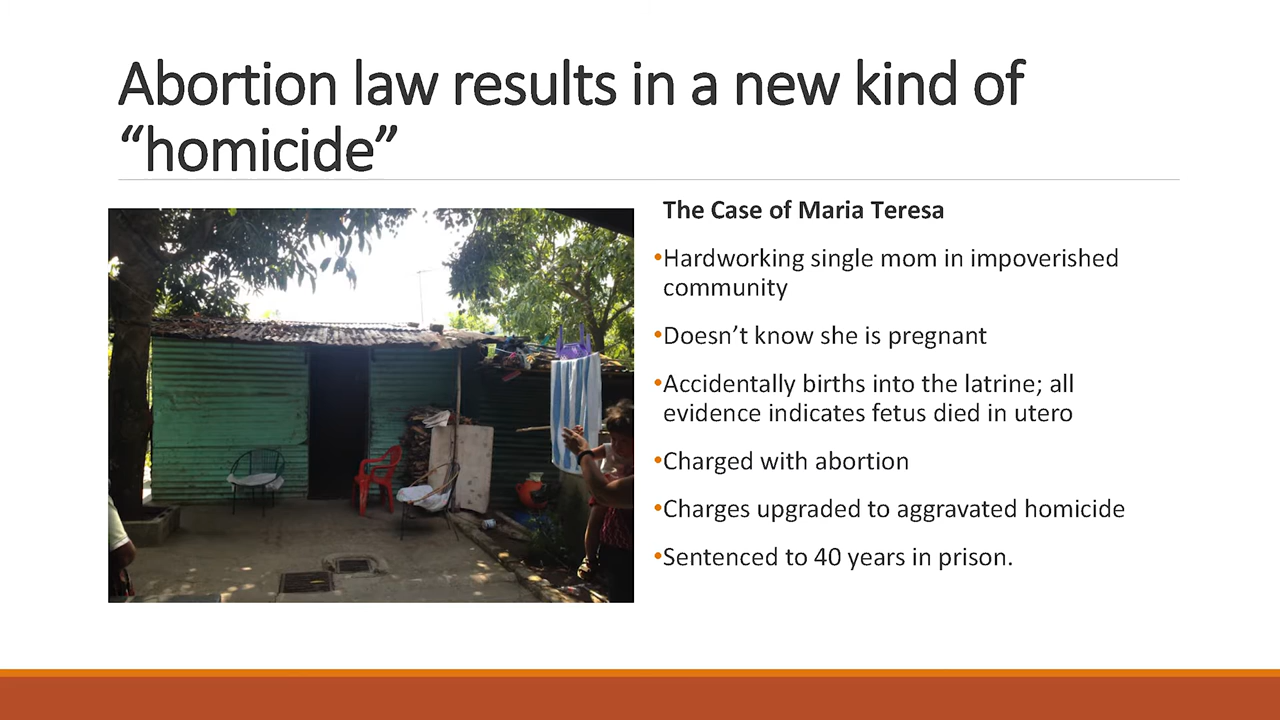 Abortion law results in a new kind of
“homicide”
The Case of Maria Teresa
•Hardworking single mom in impoverished
community
•Doesn’t know she is pregnant
•Accidentally births into the latrine; all
evidence indicates fetus died in utero
•Charged with abortion
•Charges upgraded to aggravated homicide
•Sentenced to 40 years in prison.